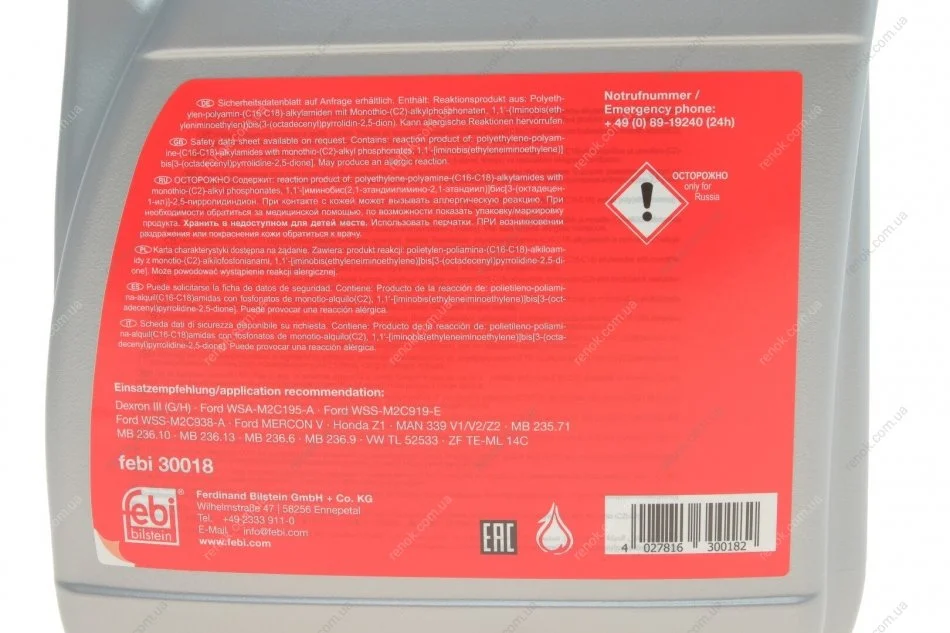 DE Sicherheitsdatenblatt auf Anfrage erhältlich. Enthält: Reaktionsprodukt aus: Polyeth-
ylen-polyamin-(C16-C18)-alkylamiden mit Monothio-(C2)-alkylphosphonaten, 1,1'-(Iminobis(eth-
yleniminoethylen)]bis[3-(octadecenyl)pyrrolidin-2,5-dion]. Kann allergische Reaktionen hervorrufen.
GB Safety data sheet available on request. Contains: reaction product of: polyethylene-polyam-
ine-(C16-C18)-alkylamides with monothio-(C2)-alkyl phosphonates, 1,1'-[iminobis(ethyleneiminoethylene)]
bis[3-(octadecenyl)pyrrolidine-2,5-dione]. May produce an allergic reaction.
RU ОСТОРОЖНО Содержит: reaction product of: polyethylene-polyamine-(C16-C18)-alkylamides with
monothio-(C2)-alkyl phosphonates, 1,1'-[иминобис(2,1-этандиилимино-2,1-этандиил)]бис[3-(октадецен-
1-ил)]-2,5-пирролидиндион. При контакте с кожей может вызывать аллергическую реакцию. При
необходимости обратиться за медицинской помощью, по возможности показать упаковку/маркировку
продукта. Хранить в недоступном для детей месте. Использовать перчатки. ПРИ возникновении
раздражения или покраснения кожи обратиться к врачу.
PL Karta charakterystyki dostępna na żądanie. Zawiera: produkt reakcji: polietylen-poliamina-(C16-C18)-alkiloam-
idy z monotio-(C2)-alkilofosfonianami, 1,1'-[iminobis(etyleneiminoethylene)]bis[3-(octadecenyl)pyrrolidine-2,5-di-
one]. Może powodować wystąpienie reakcji alergicznej.
ES Puede solicitarse la ficha de datos de seguridad. Contiene: Producto de la reacción de: polietileno-poliami-
na-alquil(C16-C18)amidas con fosfonatos de monotio-alquilo(C2), 1,1'-[iminobis(ethyleneiminoethylene)]bis[3-(oct-
adecenyl)pyrrolidine-2,5-dione]. Puede provocar una reacción alérgica.
IT Scheda dati di sicurezza disponibile su richiesta. Contiene: Producto de la reacción de: polietileno-poliami-
na-alquil(C16-C18)amidas con fosfonatos de monotio-alquilo(C2), 1,1'-[iminobis(ethyleneiminoethylene)]bis[3-(octa-
decenyl)pyrrolidine-2,5-dione]. Puede provocar una reacción alérgica.
Notrufnummer /
Emergency phone:
+ 49 (0) 89-19240 (24h)
ОСТОРОЖНО
only for
Russia
Einsatzempfehlung/application recommendation:
Dexron III (G/H) · Ford WSA-M2C195-A · Ford WSS-M2C919-E
Ford WSS-M2C938-A · Ford MERCON V · Honda Z1 · MAN 339 V1/V2/Z2 · MB 235.71
MB 236.10 · MB 236.13 · MB 236.6 · MB 236.9 · VW TL 52533 · ZF TE-ML 14C
febi 30018
febi®
bilstein
Ferdinand Bilstein GmbH + Co. KG
Wilhelmstraße 47 | 58256 Ennepetal
Tel. +49 2333 911-0
E-Mail. info@febi.com
www.febi.com
EAC
4 027816 300182
renok.com.ua